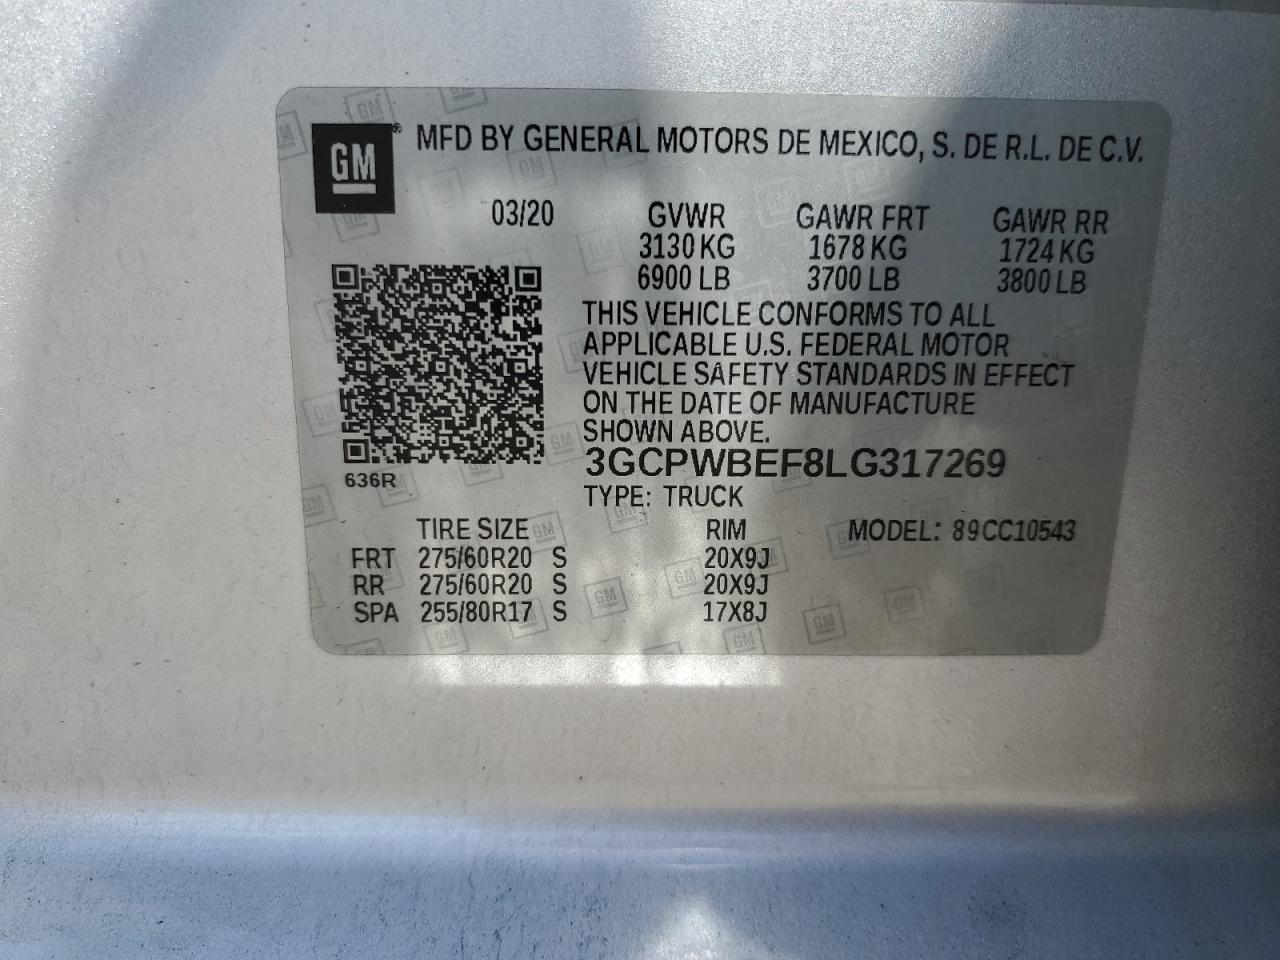 GM® MFD BY GENERAL MOTORS DE MEXICO, S. DE R.L. DE C.V.
03/20 GVWR GAWR FRT GAWR RR
3130 KG 1678 KG 1724 KG
6900 LB 3700 LB 3800 LB
THIS VEHICLE CONFORMS TO ALL
APPLICABLE U.S. FEDERAL MOTOR
VEHICLE SAFETY STANDARDS IN EFFECT
ON THE DATE OF MANUFACTURE
SHOWN ABOVE.
3GCPWBEF8LG317269
636R
TYPE: TRUCK
TIRE SIZE RIM MODEL: 89CC10543
FRT 275/60R20 S 20X9J
RR 275/60R20 S 20X9J
SPA 255/80R17 S 17X8J